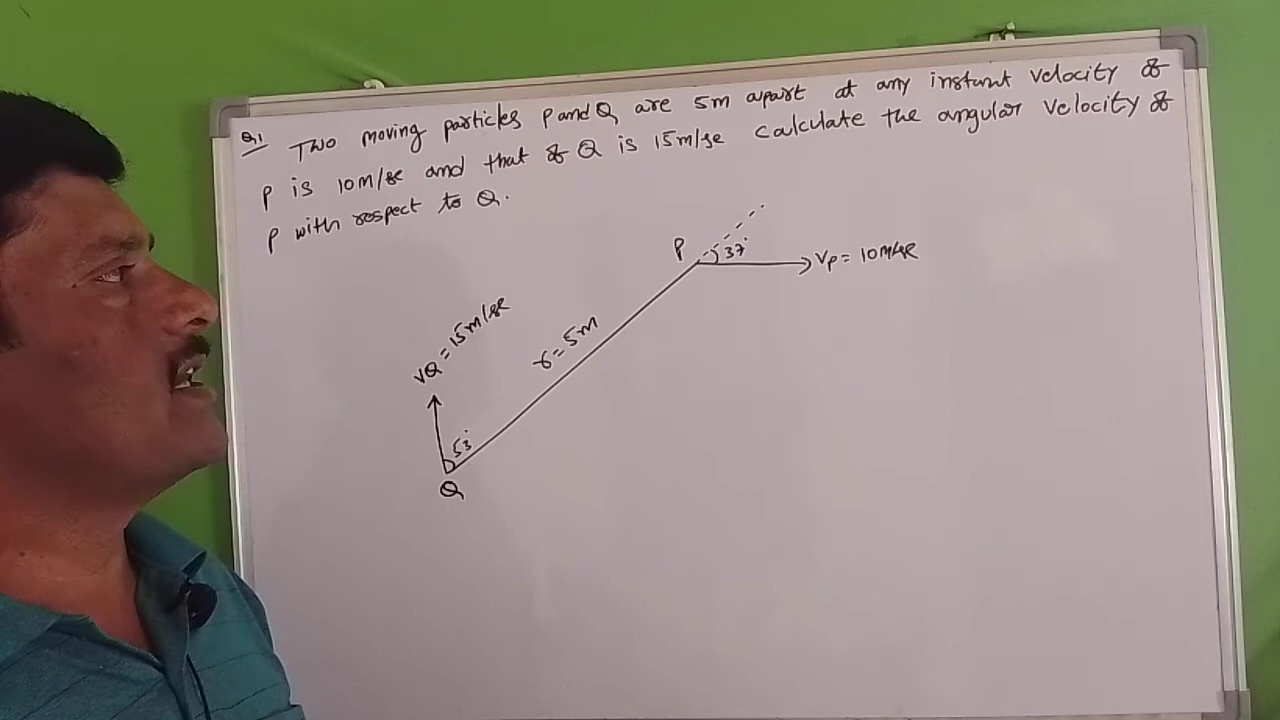 Q1 Two moving particles P and Q are 5m apart at any instant velocity of
P is 10m/se and that of Q is 15m/se calculate the angular velocity of
P with respect to Q.
P 37° VP = 10m/se
VQ = 15m/se
r = 5m
53°
Q